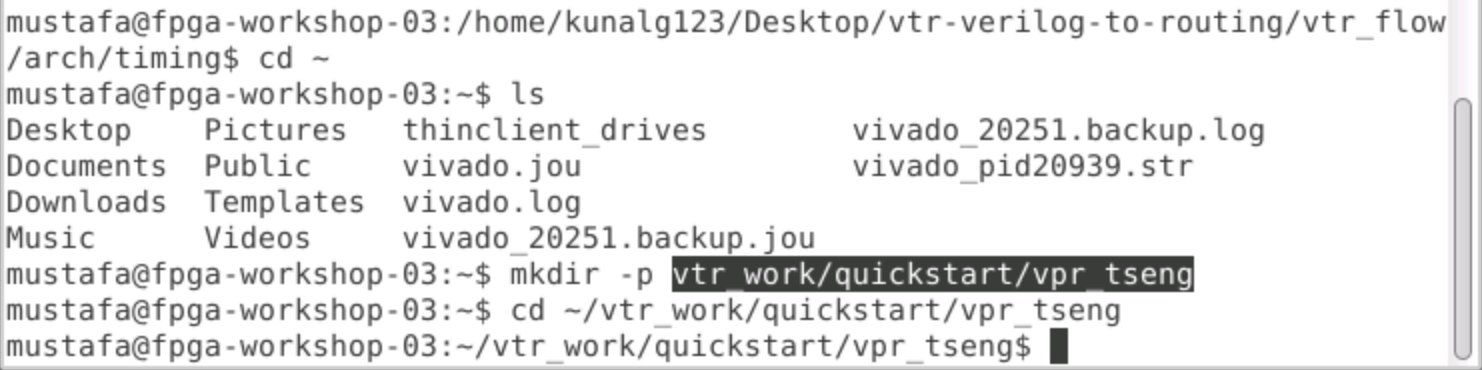 mustafa@fpga-workshop-03:/home/kunalg123/Desktop/vtr-verilog-to-routing/vtr_flow
/arch/timing$ cd ~
mustafa@fpga-workshop-03:~$ ls
Desktop    Pictures   thinclient_drives         vivado_20251.backup.log
Documents  Public     vivado.jou                vivado_pid20939.str
Downloads  Templates  vivado.log
Music      Videos     vivado_20251.backup.jou
mustafa@fpga-workshop-03:~$ mkdir -p vtr_work/quickstart/vpr_tseng
mustafa@fpga-workshop-03:~$ cd ~/vtr_work/quickstart/vpr_tseng
mustafa@fpga-workshop-03:~/vtr_work/quickstart/vpr_tseng$